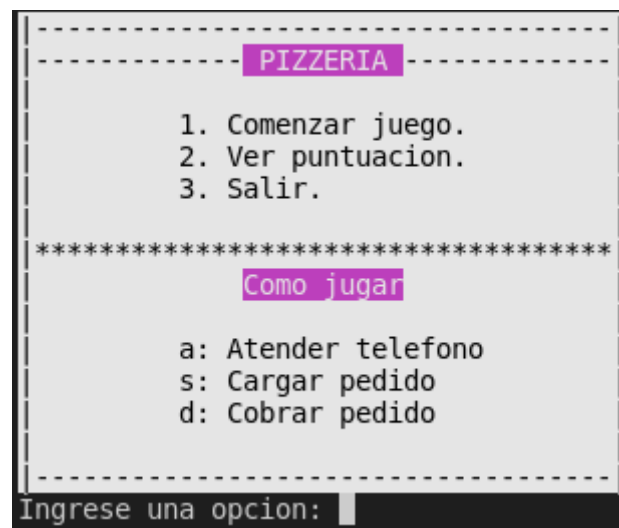 |------------------------------------
|------------- PIZZERIA -------------
1. Comenzar juego.
2. Ver puntuacion.
3. Salir.
|************************************
Como jugar
a: Atender telefono
s: Cargar pedido
d: Cobrar pedido
|------------------------------------
Ingrese una opcion: